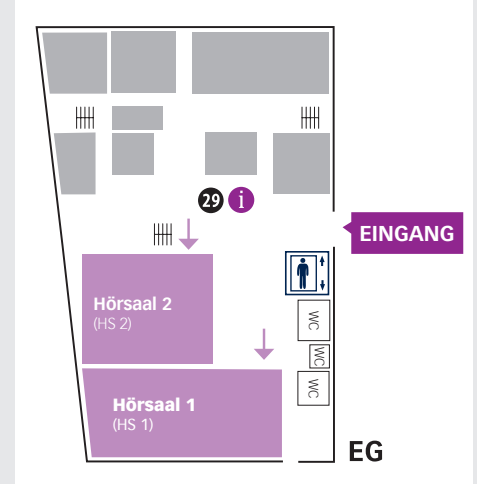 29 i
EINGANG
Hörsaal 2
(HS 2)
WC
WC
WC
Hörsaal 1
(HS 1)
EG